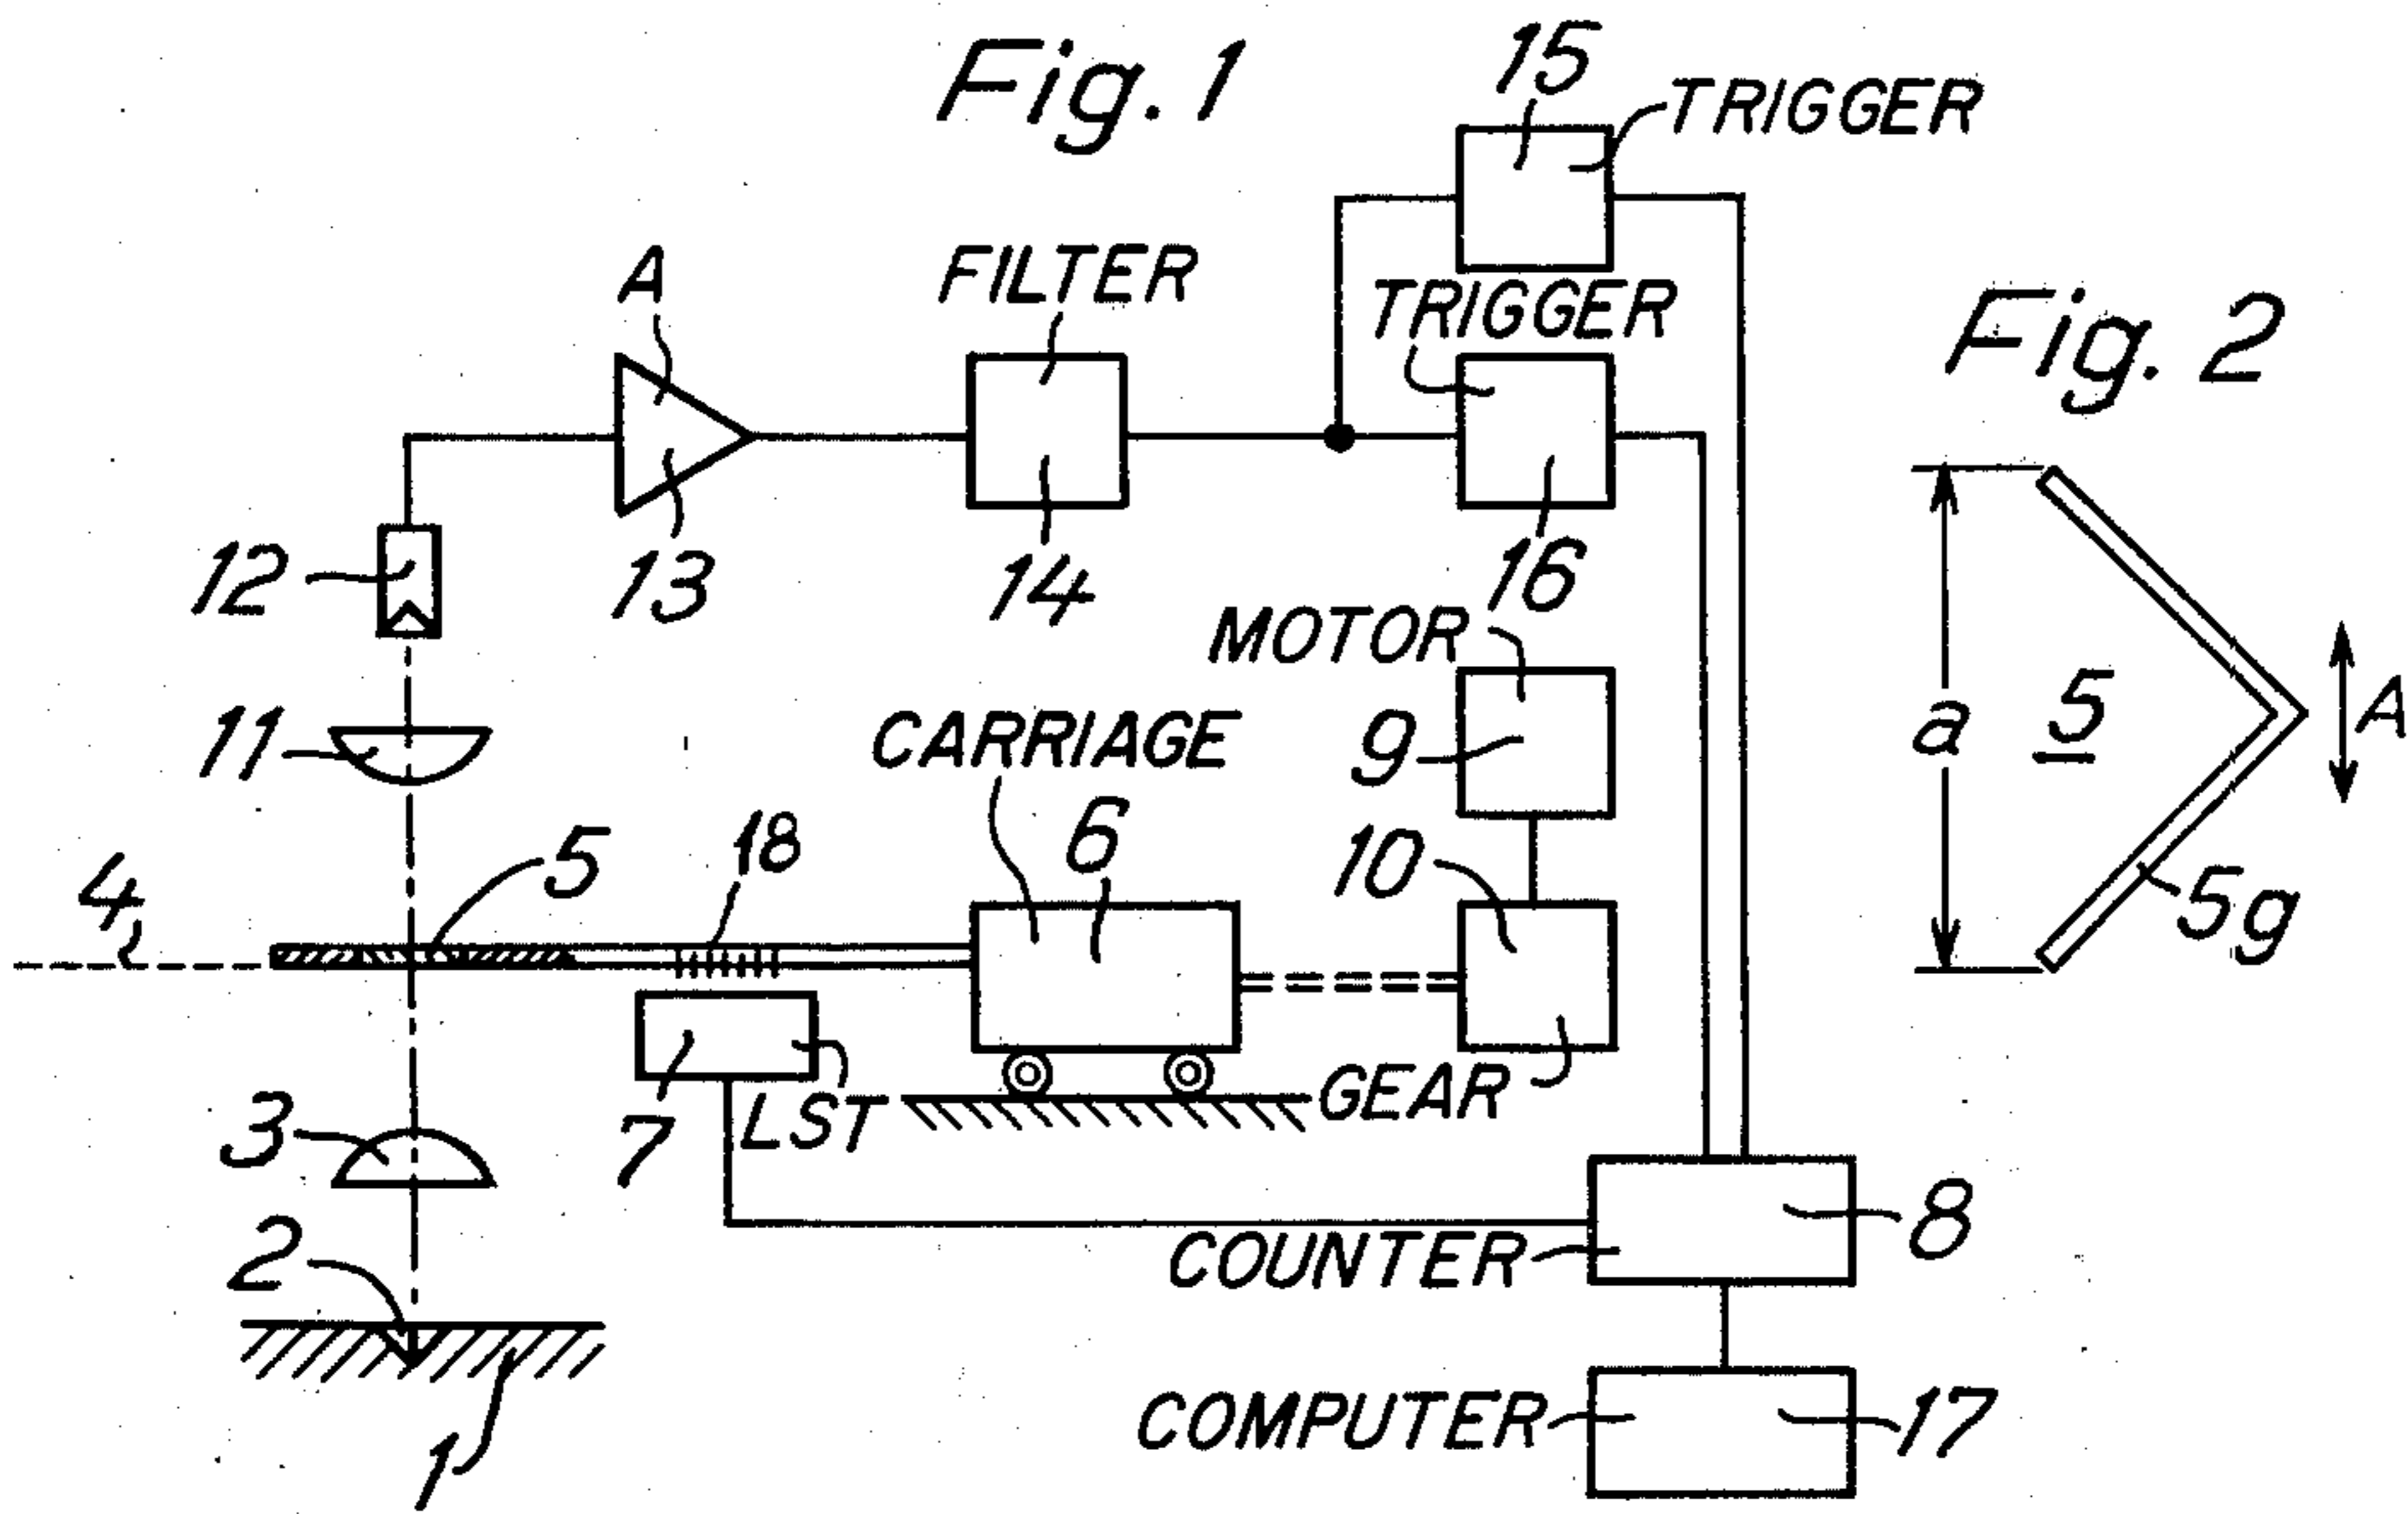 Fig. 1
15
TRIGGER
A
FILTER
TRIGGER
Fig. 2
12
13
14
16
MOTOR
11
CARRIAGE
9
a
5
A
18
6
10
4
5
5g
3
7
LST
GEAR
2
COUNTER
8
1
COMPUTER
17